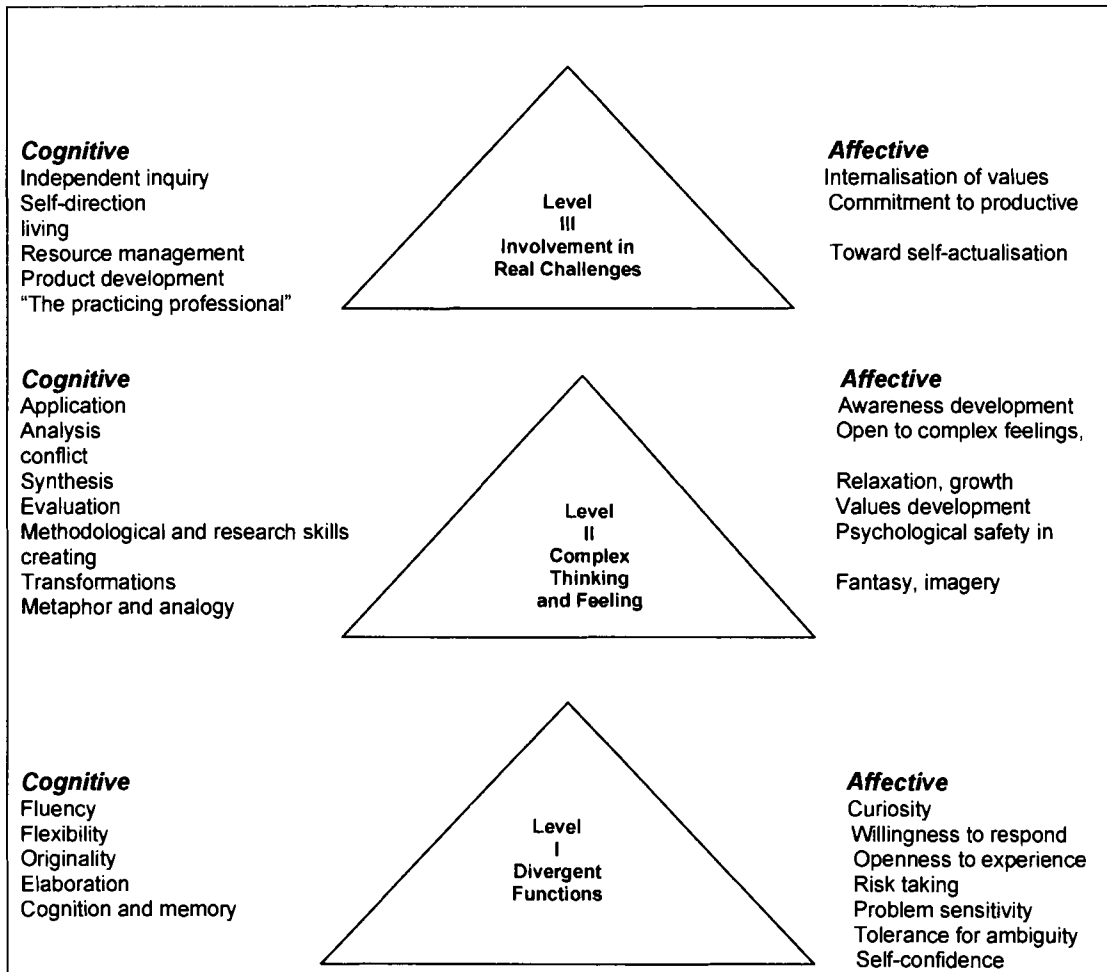 Cognitive
Independent inquiry
Self-direction
living
Resource management
Product development
“The practicing professional”
Level
III
Involvement in
Real Challenges
Affective
Internalisation of values
Commitment to productive
Toward self-actualisation
Cognitive
Application
Analysis
conflict
Synthesis
Evaluation
Methodological and research skills
creating
Transformations
Metaphor and analogy
Level
II
Complex
Thinking
and Feeling
Affective
Awareness development
Open to complex feelings,
Relaxation, growth
Values development
Psychological safety in
Fantasy, imagery
Cognitive
Fluency
Flexibility
Originality
Elaboration
Cognition and memory
Level
I
Divergent
Functions
Affective
Curiosity
Willingness to respond
Openness to experience
Risk taking
Problem sensitivity
Tolerance for ambiguity
Self-confidence